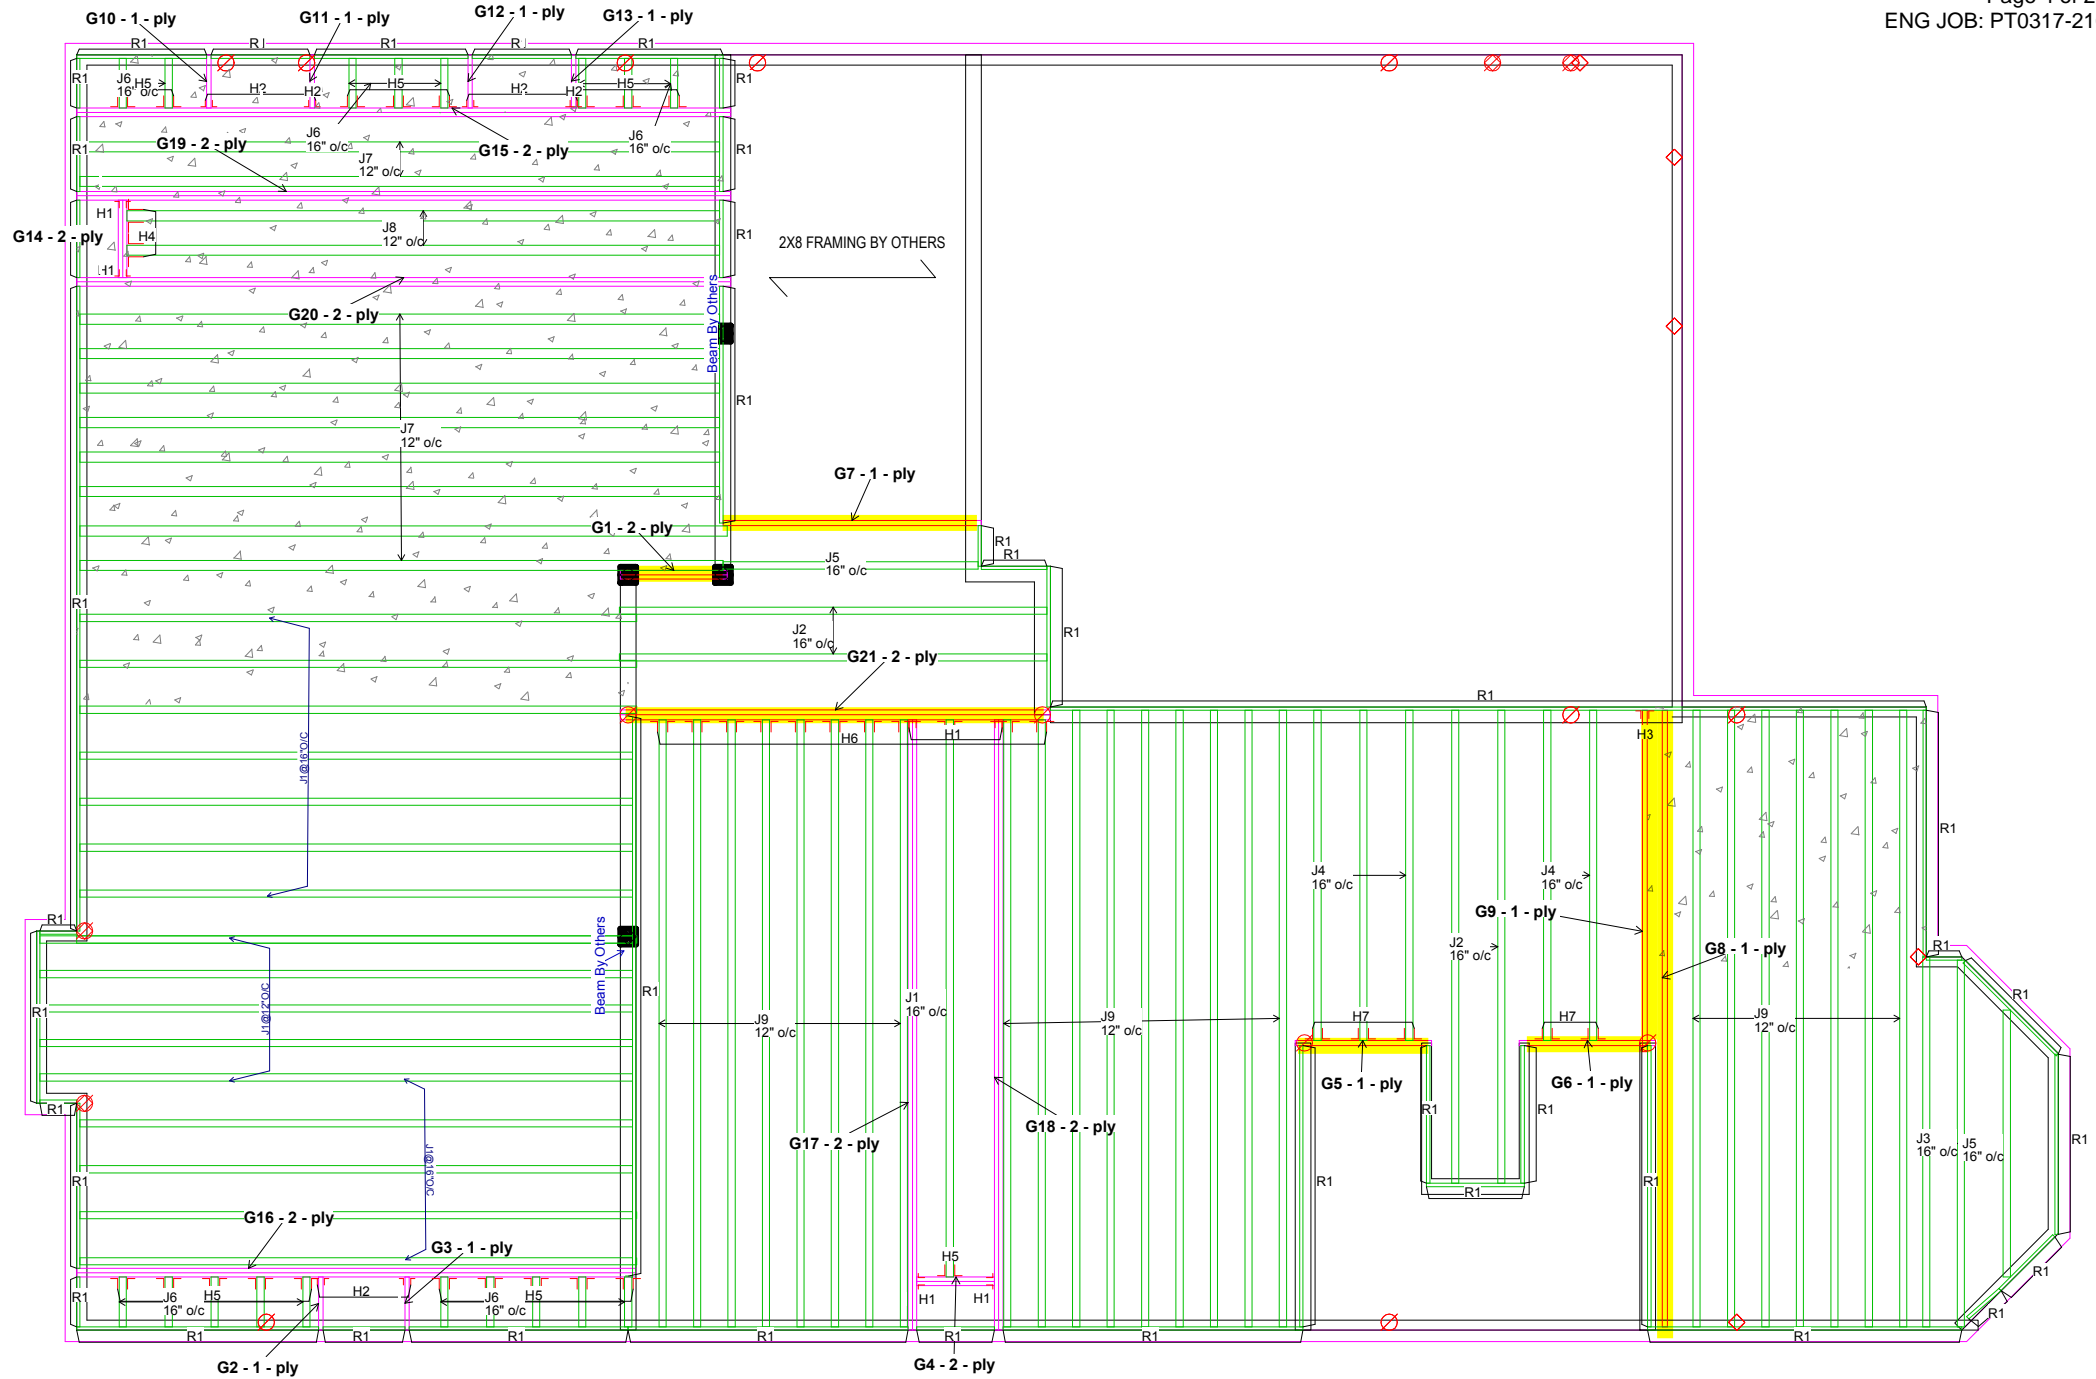 ENG JOB: PT0317-21
G10 - 1 - ply
G11 - 1 - ply
G12 - 1 - ply
G13 - 1 - ply
R1
R1
R1
R1
R1
R1
J6
16" o/c
H5
H2
H2
H5
H2
H2
H5
R1
J6
16" o/c
J6
16" o/c
G19 - 2 - ply
G15 - 2 - ply
R1
J7
12" o/c
R1
H1
G14 - 2 - ply
H4
H1
J8
12" o/c
R1
2X8 FRAMING BY OTHERS
G20 - 2 - ply
Beam By Others
R1
J7
12" o/c
G7 - 1 - ply
G1 - 2 - ply
R1
R1
J5
16" o/c
R1
J2
16" o/c
R1
G21 - 2 - ply
R1
H6
H1
H3
J1@16"O/C
R1
J4
16" o/c
J4
16" o/c
G9 - 1 - ply
J2
16" o/c
G8 - 1 - ply
R1
R1
Beam By Others
R1
R1
R1
J1@12"O/C
J1
16" o/c
J9
12" o/c
J9
12" o/c
H7
H7
J9
12" o/c
G5 - 1 - ply
G6 - 1 - ply
R1
R1
R1
G18 - 2 - ply
G17 - 2 - ply
J3
16" o/c
J5
16" o/c
R1
J1@16"O/C
R1
R1
R1
R1
G16 - 2 - ply
G3 - 1 - ply
H5
R1
R1
J6
16" o/c
H5
H2
J6
16" o/c
H5
H1
H1
R1
R1
R1
R1
R1
R1
R1
R1
G2 - 1 - ply
G4 - 2 - ply